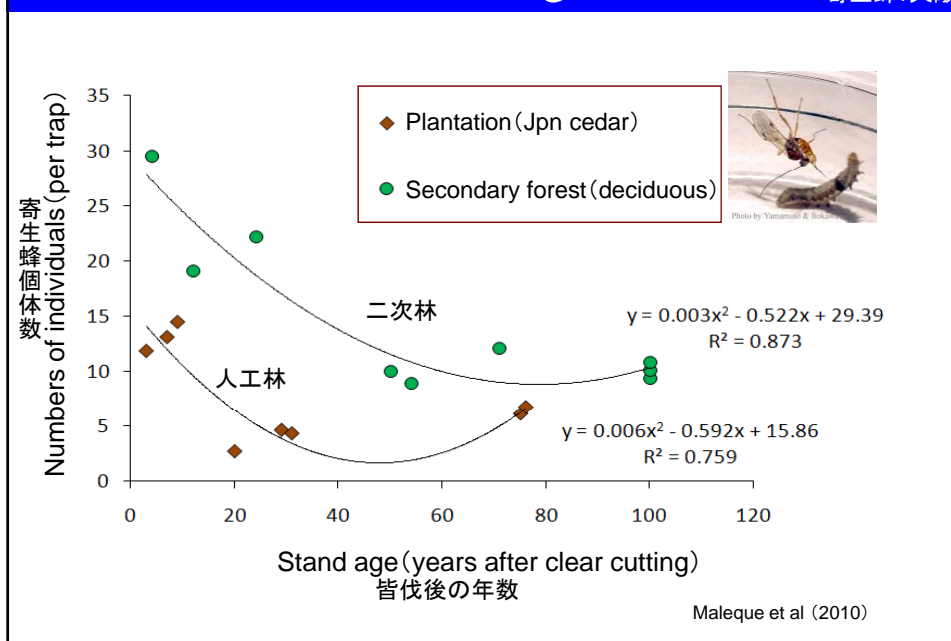 35
30
25
20
15
10
5
0
寄生蜂個体数
Numbers of individuals(per trap)
Plantation(Jpn cedar)
Secondary forest(deciduous)
Photo by Yamamoto & Itokawa
二次林
y = 0.003x² - 0.522x + 29.39
R² = 0.873
人工林
y = 0.006x² - 0.592x + 15.86
R² = 0.759
0 20 40 60 80 100 120
Stand age(years after clear cutting)
皆伐後の年数
Maleque et al (2010)